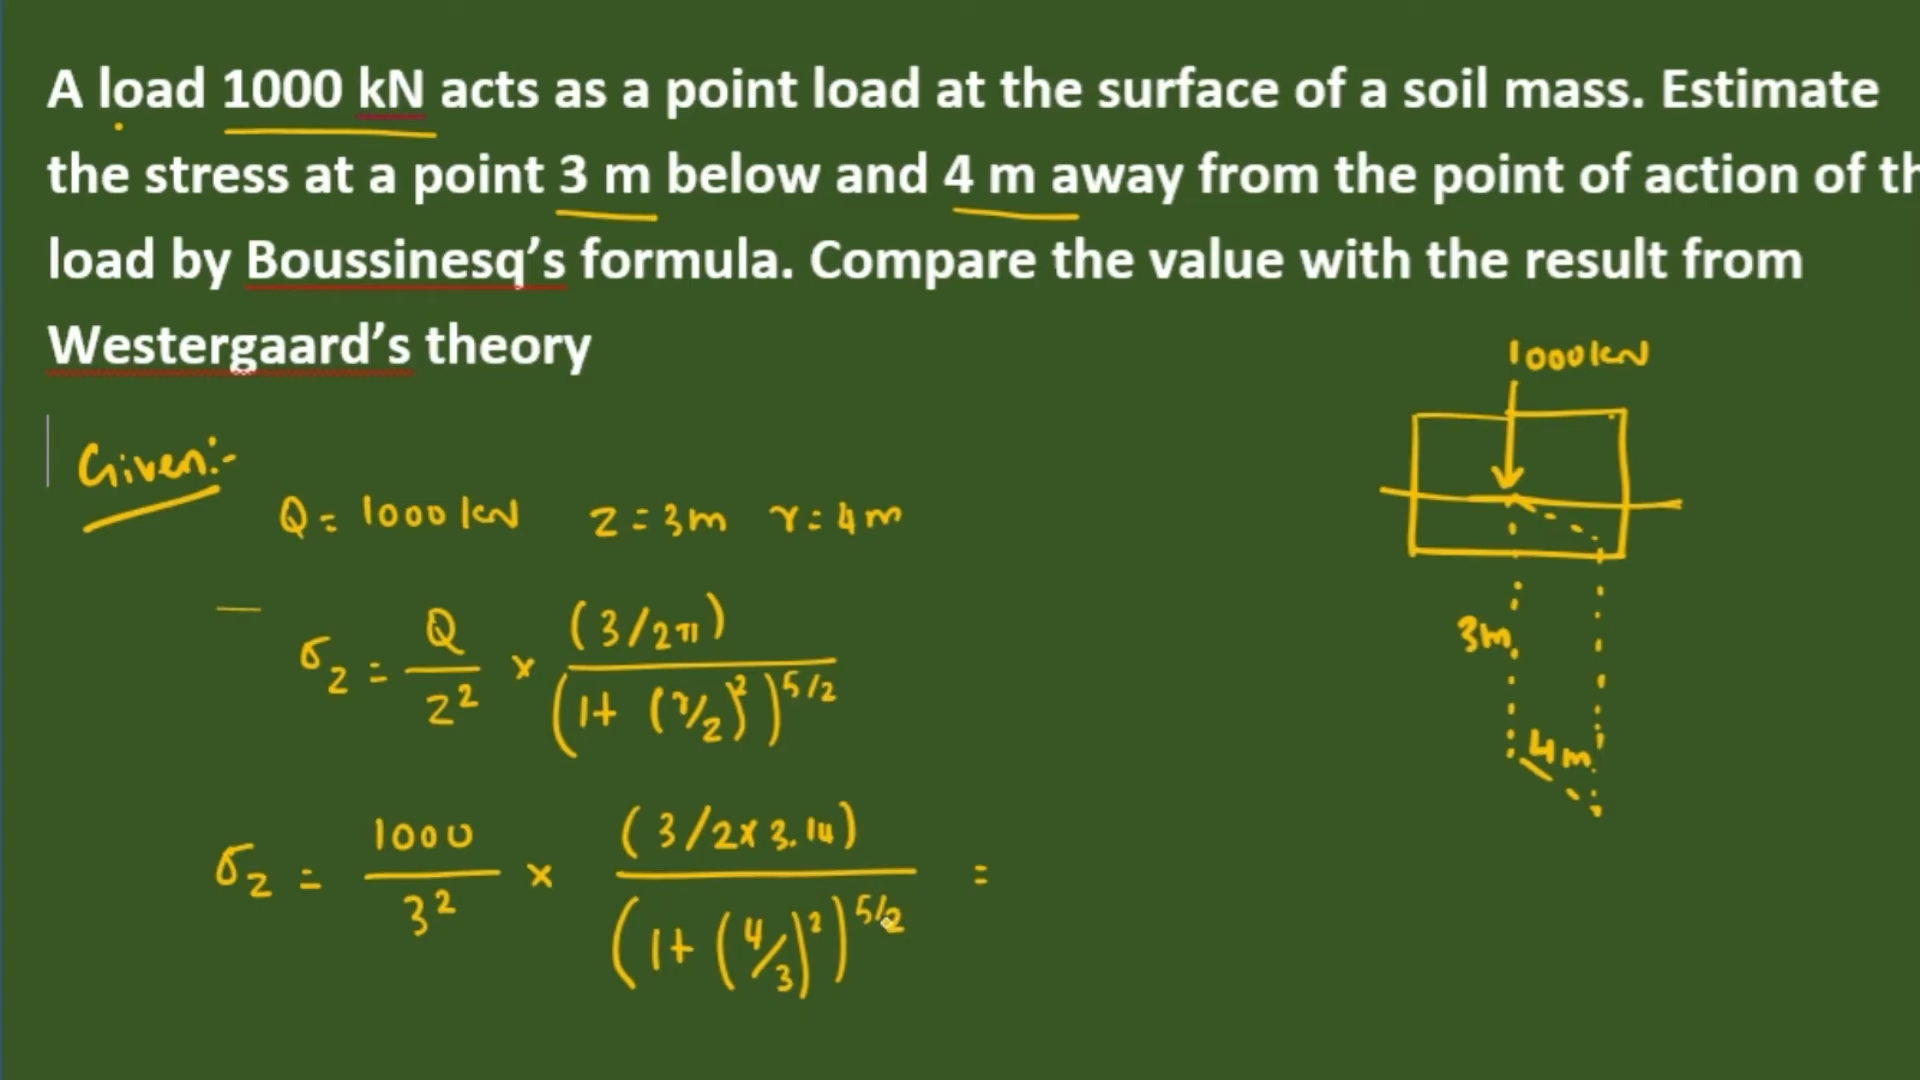 A load 1000 kN acts as a point load at the surface of a soil mass. Estimate
the stress at a point 3 m below and 4 m away from the point of action of th
load by Boussinesq’s formula. Compare the value with the result from
Westergaard’s theory
1000 kN
Given:-
Q = 1000 kN z = 3m r = 4m
σz = Q/z² × (3/2π)/(1+ (r/z)²)^5/2
3m
4m
σz = 1000/3² × (3/2×3.14)/(1+ (4/3)²)^5/2 =